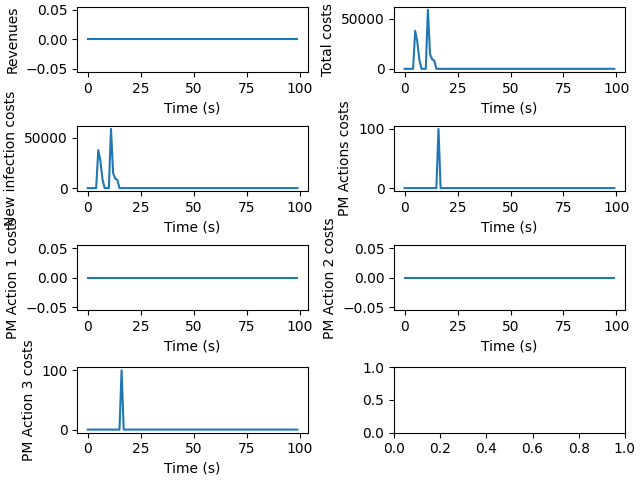 Revenues
0.05
0.00
−0.05
0 25 50 75 100
Time (s)
Total costs
50000
0
0 25 50 75 100
Time (s)
New infection costs
50000
0
0 25 50 75 100
Time (s)
PM Actions costs
100
0
0 25 50 75 100
Time (s)
PM Action 1 costs
0.05
0.00
−0.05
0 25 50 75 100
Time (s)
PM Action 2 costs
0.05
0.00
−0.05
0 25 50 75 100
Time (s)
PM Action 3 costs
100
0
0 25 50 75 100
Time (s)
1.0
0.5
0.0
0.0 0.2 0.4 0.6 0.8 1.0